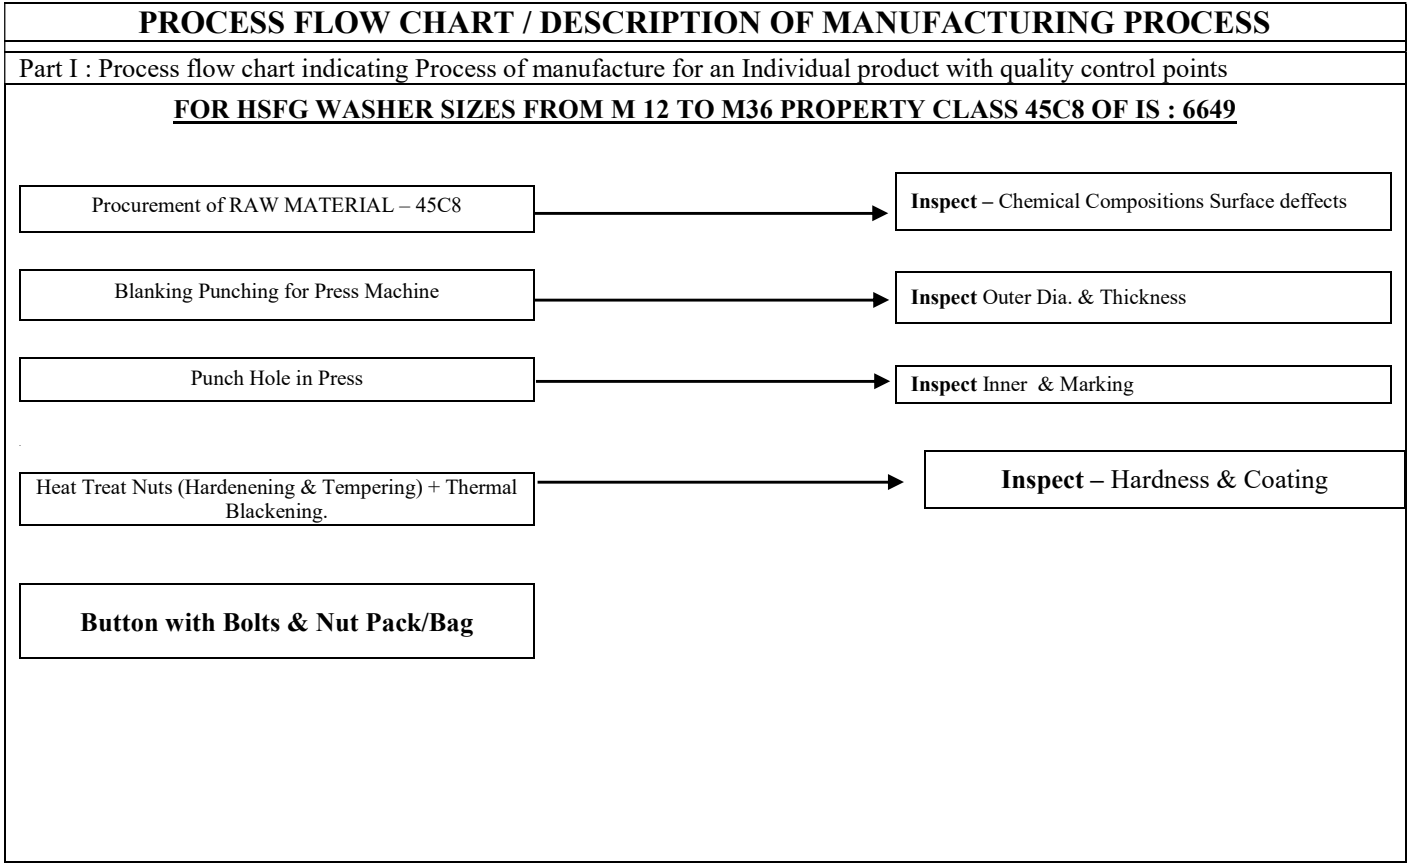 PROCESS FLOW CHART / DESCRIPTION OF MANUFACTURING PROCESS
Part I : Process flow chart indicating Process of manufacture for an Individual product with quality control points
FOR HSFG WASHER SIZES FROM M 12 TO M36 PROPERTY CLASS 45C8 OF IS : 6649
Procurement of RAW MATERIAL – 45C8
Inspect – Chemical Compositions Surface deffects
Blanking Punching for Press Machine
Inspect Outer Dia. & Thickness
Punch Hole in Press
Inspect Inner & Marking
Heat Treat Nuts (Hardenening & Tempering) + Thermal
Blackening.
Inspect – Hardness & Coating
Button with Bolts & Nut Pack/Bag